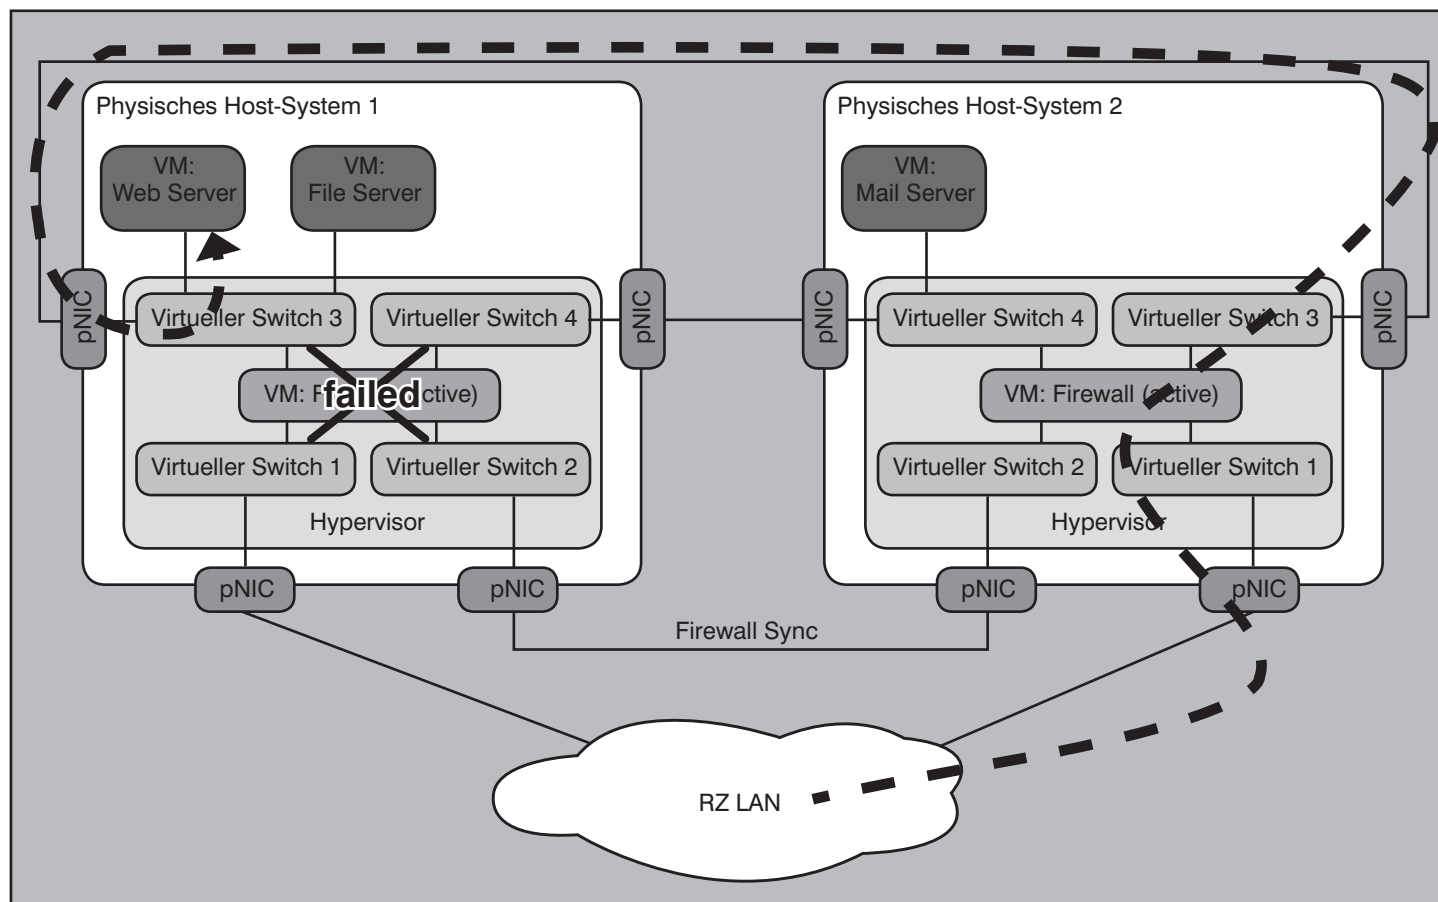 Physisches Host-System 1
Physisches Host-System 2
VM:
Web Server
VM:
File Server
VM:
Mail Server
pNIC
Virtueller Switch 3
Virtueller Switch 4
pNIC
pNIC
Virtueller Switch 4
Virtueller Switch 3
pNIC
VM: F
failed
ctive)
VM: Firewall (active)
Virtueller Switch 1
Virtueller Switch 2
Virtueller Switch 2
Virtueller Switch 1
Hypervisor
Hypervisor
pNIC
pNIC
pNIC
pNIC
Firewall Sync
RZ LAN